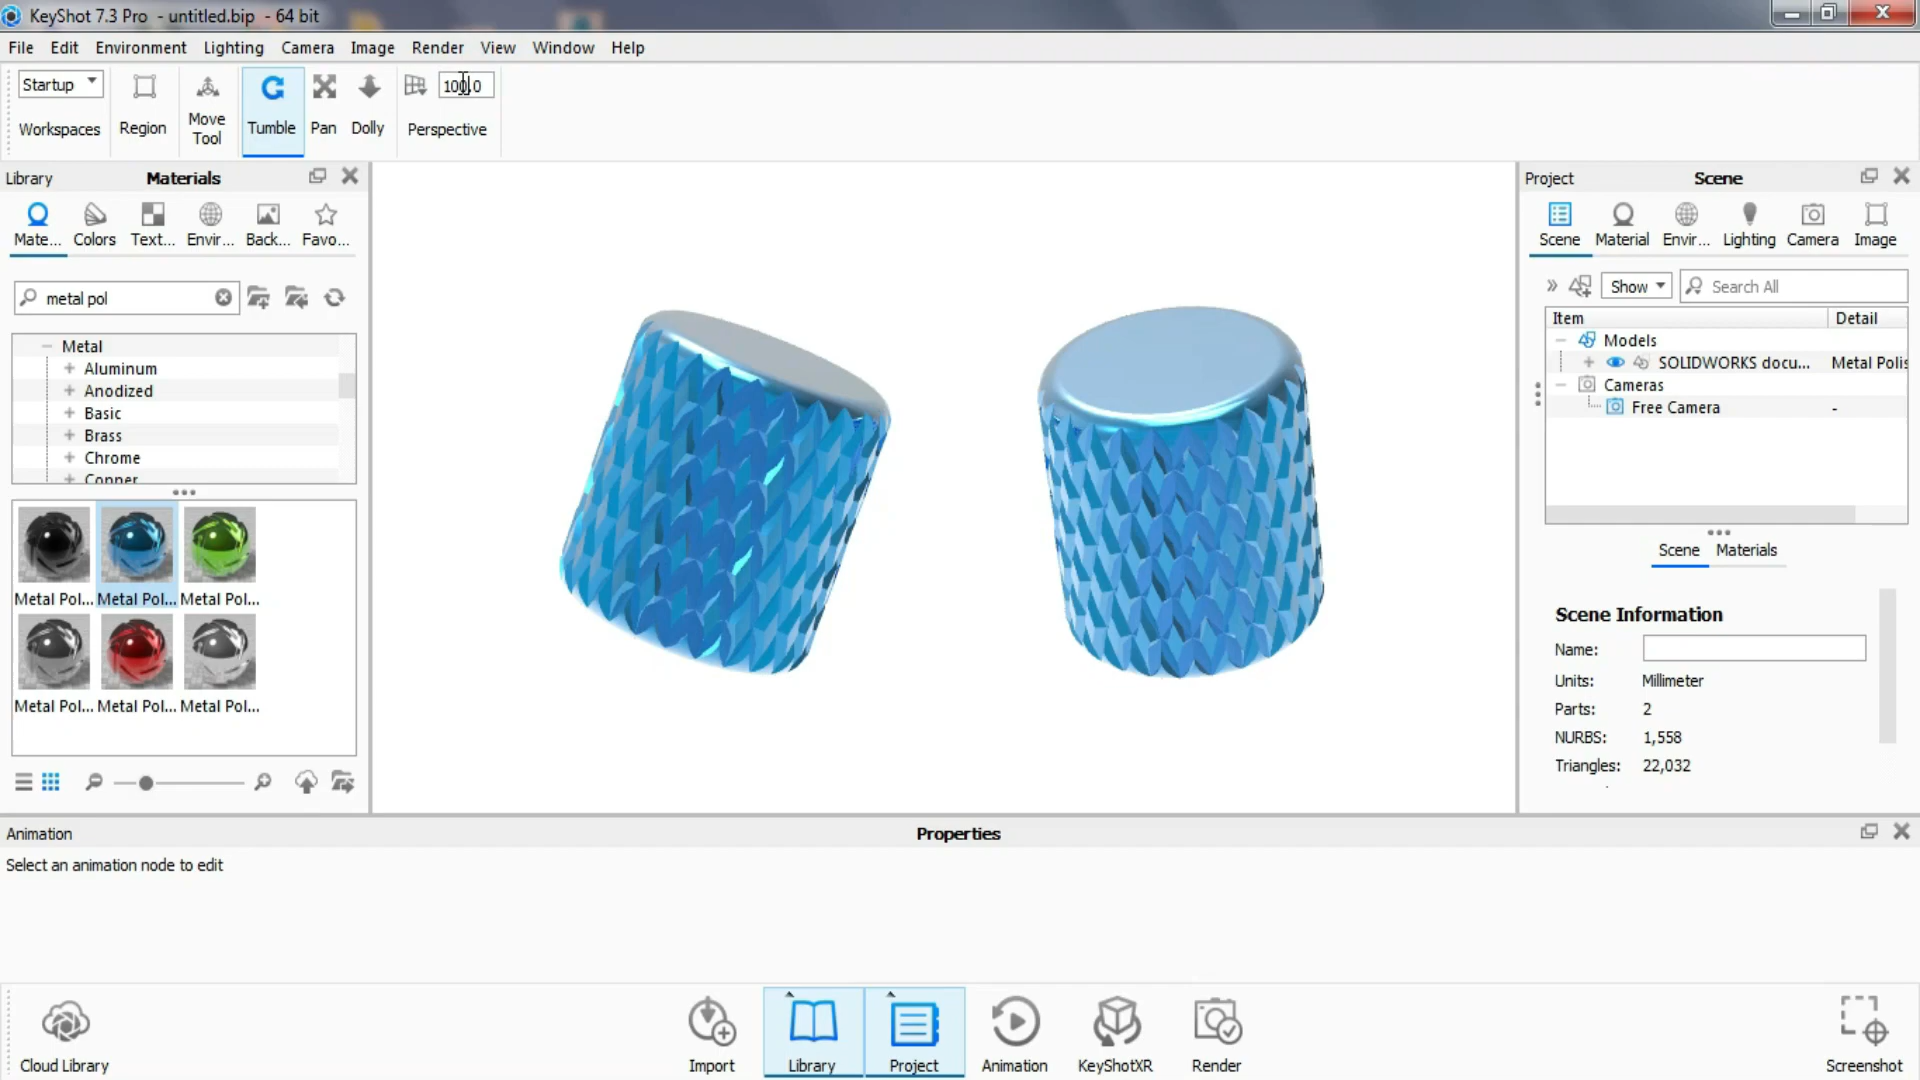 KeyShot 7.3 Pro - untitled.bip - 64 bit
File Edit Environment Lighting Camera Image Render View Window Help
Startup
Workspaces
Region
Move
Tool
Tumble
Pan
Dolly
100.0
Perspective
Library Materials
Mate... Colors Text... Envir... Back... Favo...
metal pol
Metal
Aluminum
Anodized
Basic
Brass
Chrome
Copper
Metal Pol... Metal Pol... Metal Pol...
Metal Pol... Metal Pol... Metal Pol...
Project Scene
Scene Material Envir... Lighting Camera Image
Show Search All
Item Detail
Models
SOLIDWORKS docu... Metal Polis
Cameras
Free Camera -
Scene Materials
Scene Information
Name:
Units: Millimeter
Parts: 2
NURBS: 1,558
Triangles: 22,032
Animation Properties
Select an animation node to edit
Cloud Library Import Library Project Animation KeyShotXR Render Screenshot